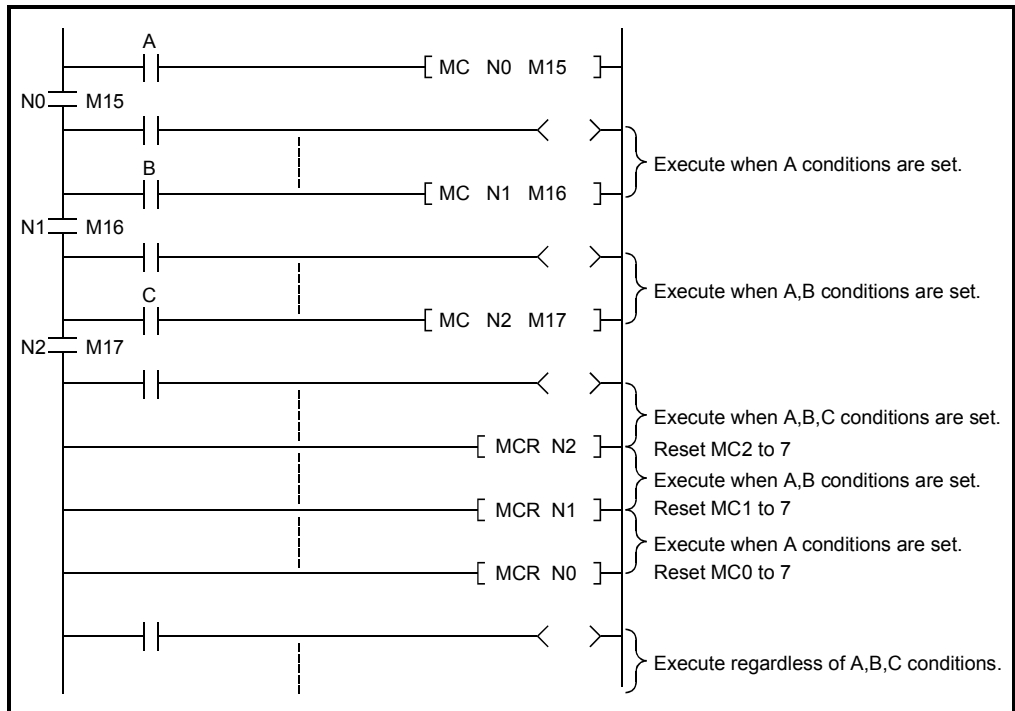 A
MC N0 M15
N0 M15
Execute when A conditions are set.
B
MC N1 M16
N1 M16
Execute when A,B conditions are set.
C
MC N2 M17
N2 M17
Execute when A,B,C conditions are set.
MCR N2
Reset MC2 to 7
Execute when A,B conditions are set.
MCR N1
Reset MC1 to 7
Execute when A conditions are set.
MCR N0
Reset MC0 to 7
Execute regardless of A,B,C conditions.